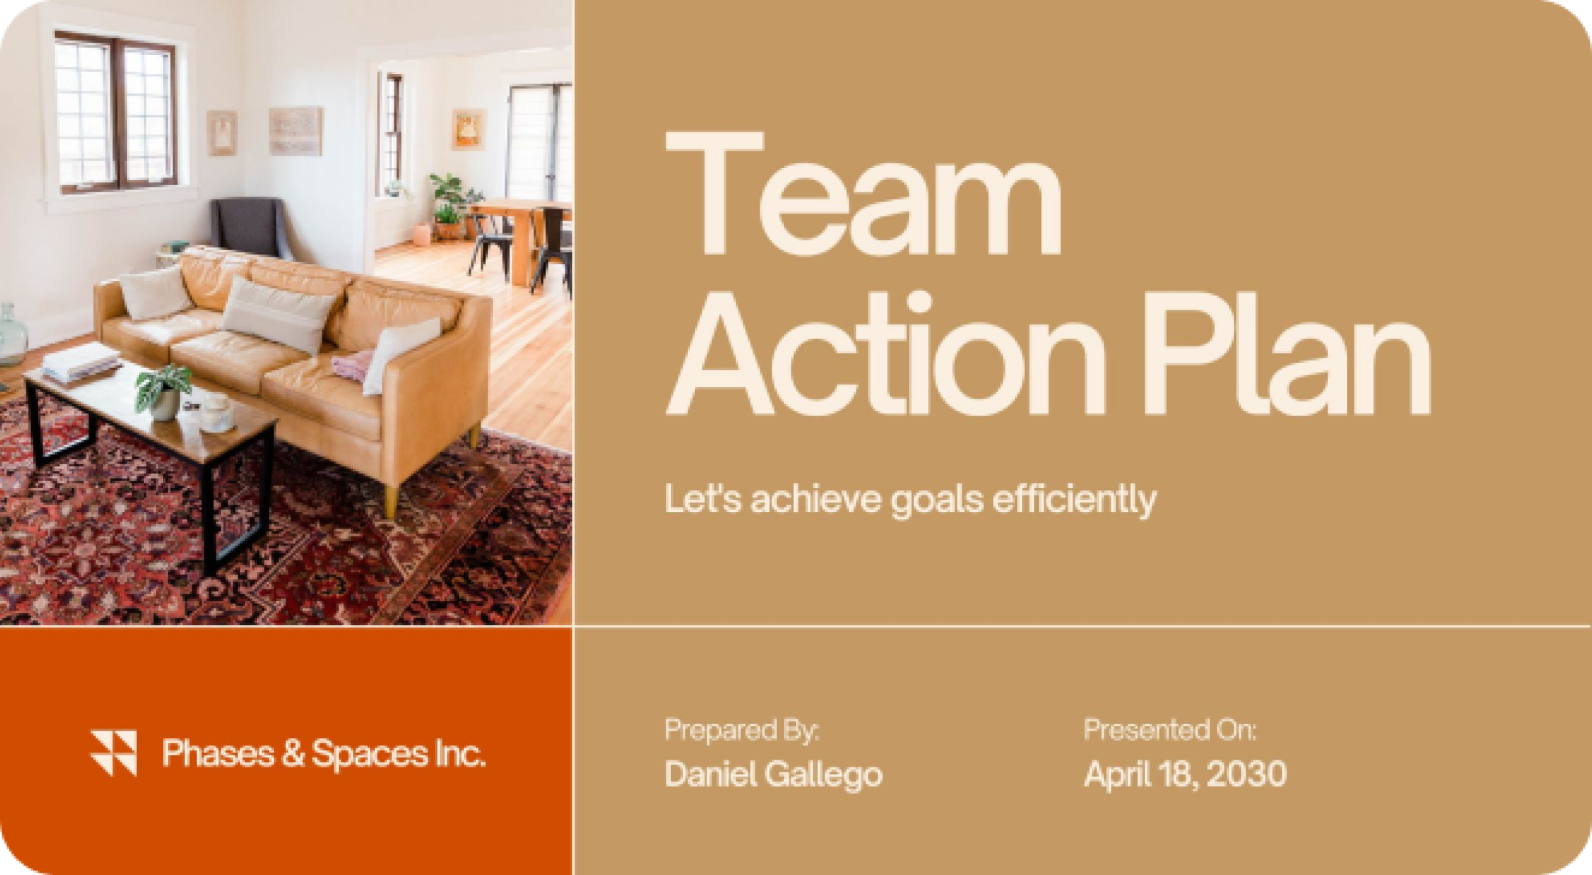 Team
Action Plan
Let's achieve goals efficiently
Phases & Spaces Inc.
Prepared By:
Daniel Gallego
Presented On:
April 18, 2030